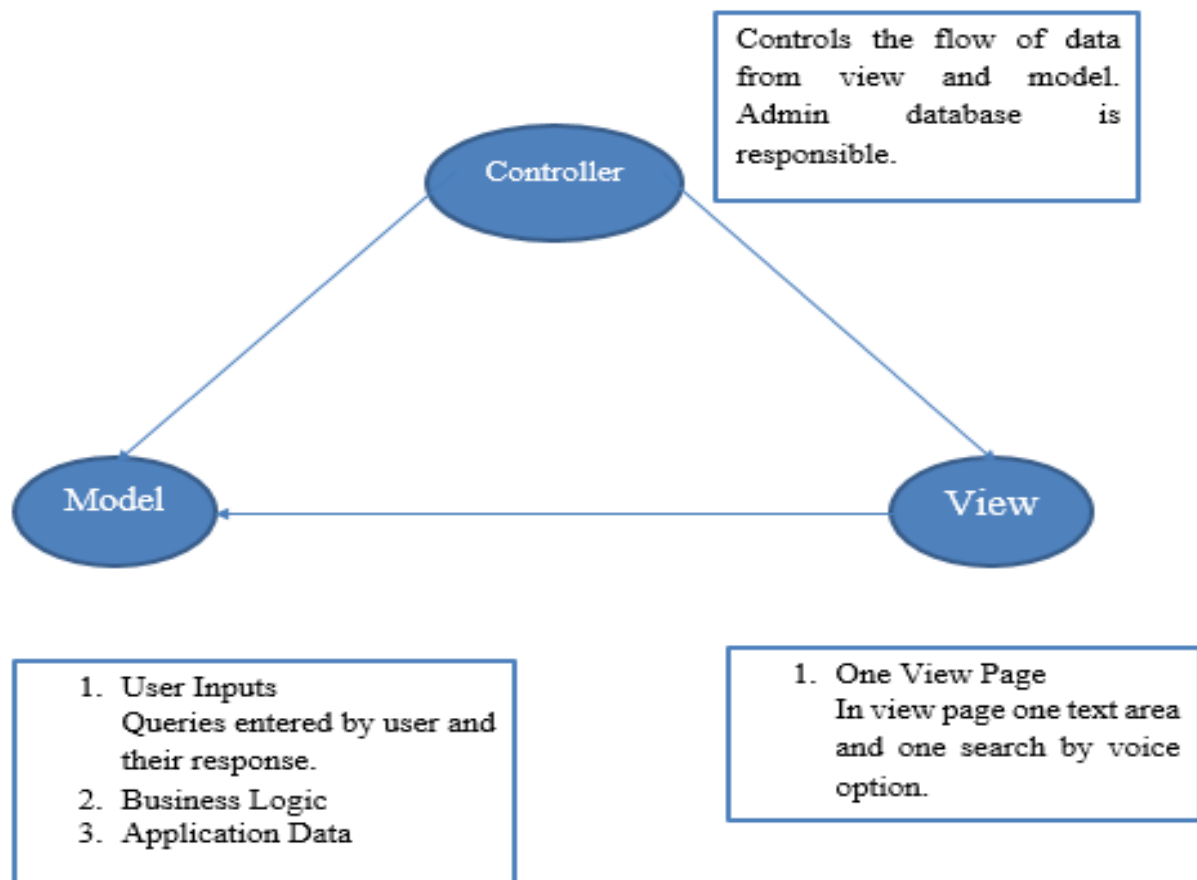 Controls the flow of data
from view and model.
Admin database is
responsible.
Controller
Model
View
1. User Inputs
Queries entered by user and
their response.
2. Business Logic
3. Application Data
1. One View Page
In view page one text area
and one search by voice
option.